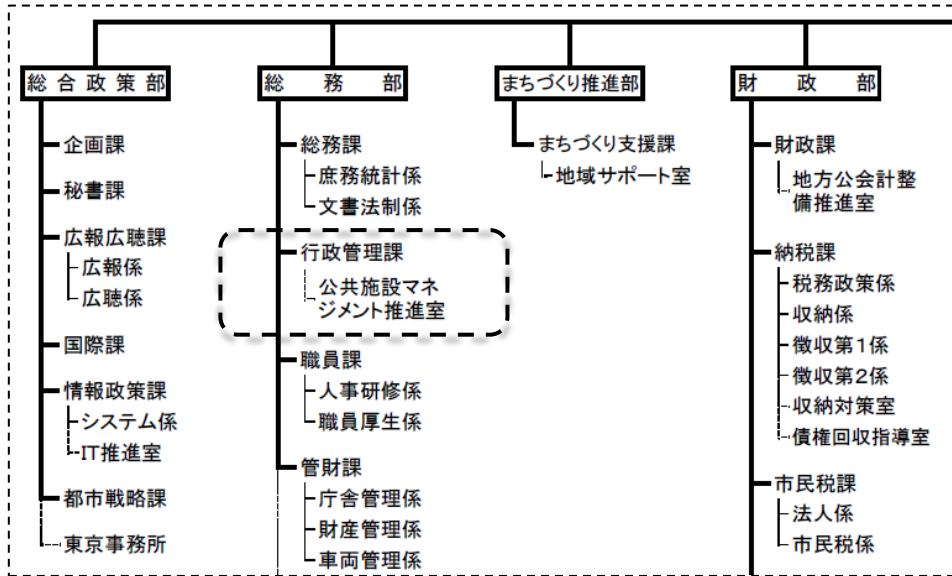 総合政策部
企画課
秘書課
広報広聴課
広報係
広聴係
国際課
情報政策課
システム係
IT推進室
都市戦略課
東京事務所
総務部
総務課
庶務統計係
文書法制係
行政管理課
公共施設マネ
ジメント推進室
職員課
人事研修係
職員厚生係
管財課
庁舎管理係
財産管理係
車両管理係
まちづくり推進部
まちづくり支援課
地域サポート室
財政部
財政課
地方公会計整
備推進室
納税課
税務政策係
収納係
徴収第1係
徴収第2係
収納対策室
債権回収指導室
市民税課
法人係
市民税係